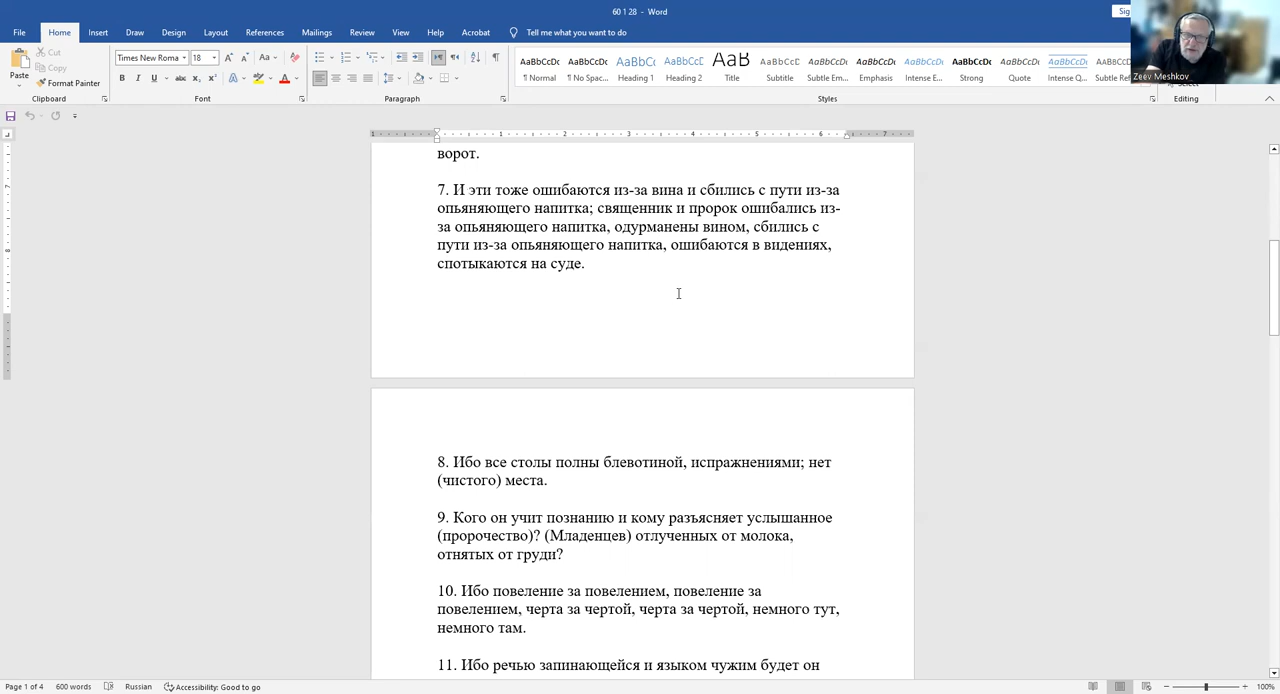 60 1 28 - Word
File Home Insert Draw Design Layout References Mailings Review View Help Acrobat Tell me what you want to do
Zeev Meshkov
Paste
Cut
Copy
Format Painter
Clipboard
Times New Roma 18
Font
Paragraph
AaBbCcDc AaBbCcDc AaBbCc AaBbCcD AaB AaBbCcD AaBbCcDc AaBbCcDc AaBbCcDc AaBbCcDc AaBbCcDc AaBbCcDc
¶ Normal ¶ No Spac... Heading 1 Heading 2 Title Subtitle Subtle Em... Emphasis Intense E... Strong Quote Intense Q... Subtle Ref
Styles
Editing
ворот.
7. И эти тоже ошибаются из-за вина и сбились с пути из-за
опьяняющего напитка; священник и пророк ошибались из-
за опьяняющего напитка, одурманены вином, сбились с
пути из-за опьяняющего напитка, ошибаются в видениях,
спотыкаются на суде.
8. Ибо все столы полны блевотиной, испражнениями; нет
(чистого) места.
9. Кого он учит познанию и кому разъясняет услышанное
(пророчество)? (Младенцев) отлученных от молока,
отнятых от груди?
10. Ибо повеление за повелением, повеление за
повелением, черта за чертой, черта за чертой, немного тут,
немного там.
11. Ибо речью запинающейся и языком чужим будет он
Page 1 of 4 600 words Russian Accessibility: Good to go 100%